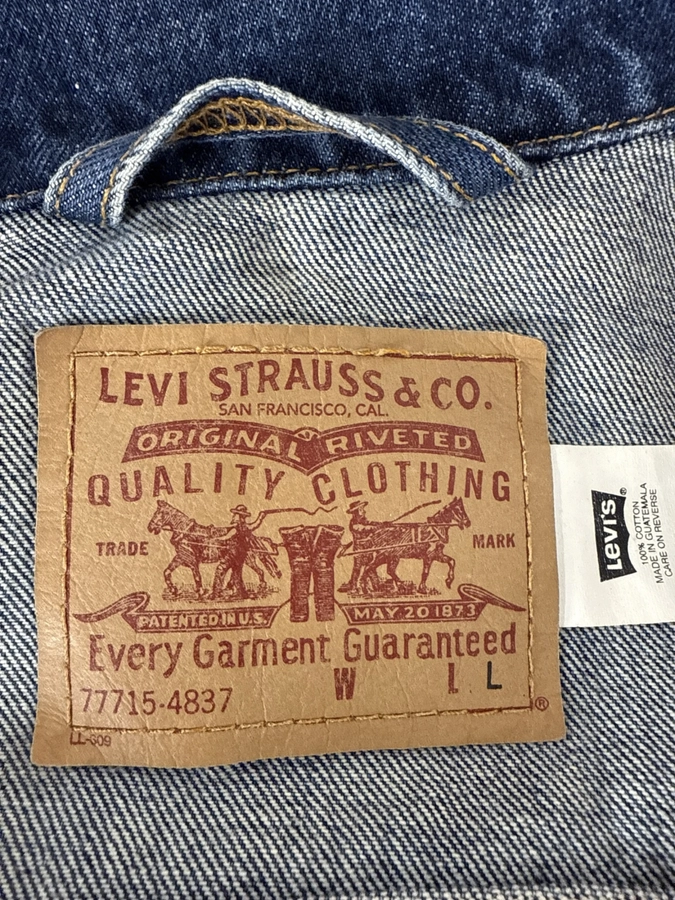 LEVI STRAUSS & CO.
SAN FRANCISCO, CAL.
ORIGINAL RIVETED
QUALITY CLOTHING
TRADE MARK
PATENTED IN U.S. MAY 20 1873
Every Garment Guaranteed
W L L
77715-4837
®
LL-609
Levi's®
100% COTTON
MADE IN GUATEMALA
CARE ON REVERSE